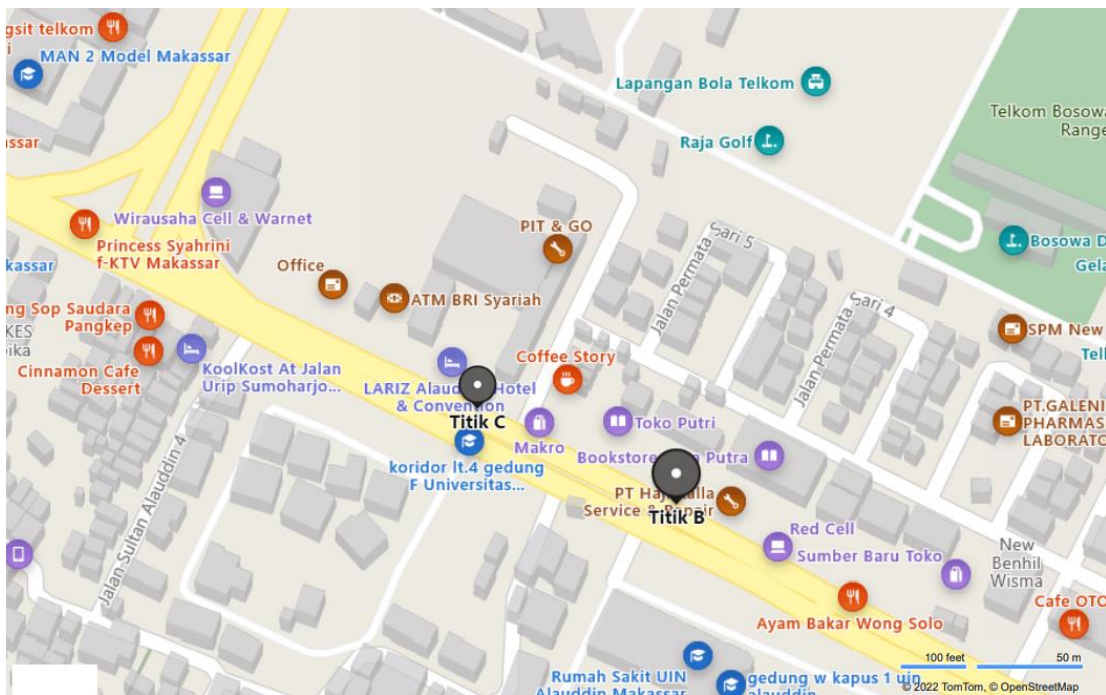 gsit telkom
MAN 2 Model Makassar
assar
Wirausaha Cell & Warnet
Princess Syahrini
f-KTV Makassar
Office
ATM BRI Syariah
PIT & GO
Lapangan Bola Telkom
Raja Golf
Telkom Bosowa
Range
Jalan Permata
Sari 5
Jalan Permata
Sari 4
Bosowa D
Gela
SPM New
Tel
PT.GALENI
PHARMAS
LABORATO
kassar
ng Sop Saudara
Pangkep
KES
ika
Cinnamon Cafe
Dessert
KoolKost At Jalan
Urip Sumoharjo...
LARIZ Alaud Hotel
& Convention
Titik C
Coffee Story
Makro
koridor lt.4 gedung
F Universitas...
Toko Putri
Bookstore Putra
PT Haj alla
Service & Repair
Titik B
Red Cell
Sumber Baru Toko
New
Benhil
Wisma
Ayam Bakar Wong Solo
Cafe OTO
Jalan Sultan Alauddin 4
Rumah Sakit UIN
Alauddin Makassar
gedung w kapus 1 uin
alauddin
100 feet 50 m
© 2022 TomTom, © OpenStreetMap